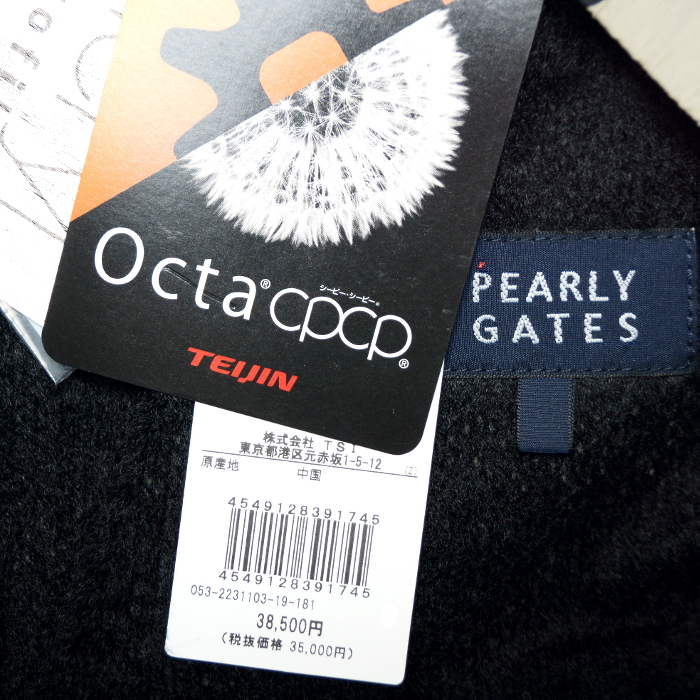 Octa® シーピー・シーピー®
cpcp®
TEIJIN
PEARLY
GATES
株式会社 TSI
東京都港区元赤坂1-5-12
原産地 中国
4549128391745
4549128391745
053-2231103-19-181
38,500円
(税抜価格 35,000円)